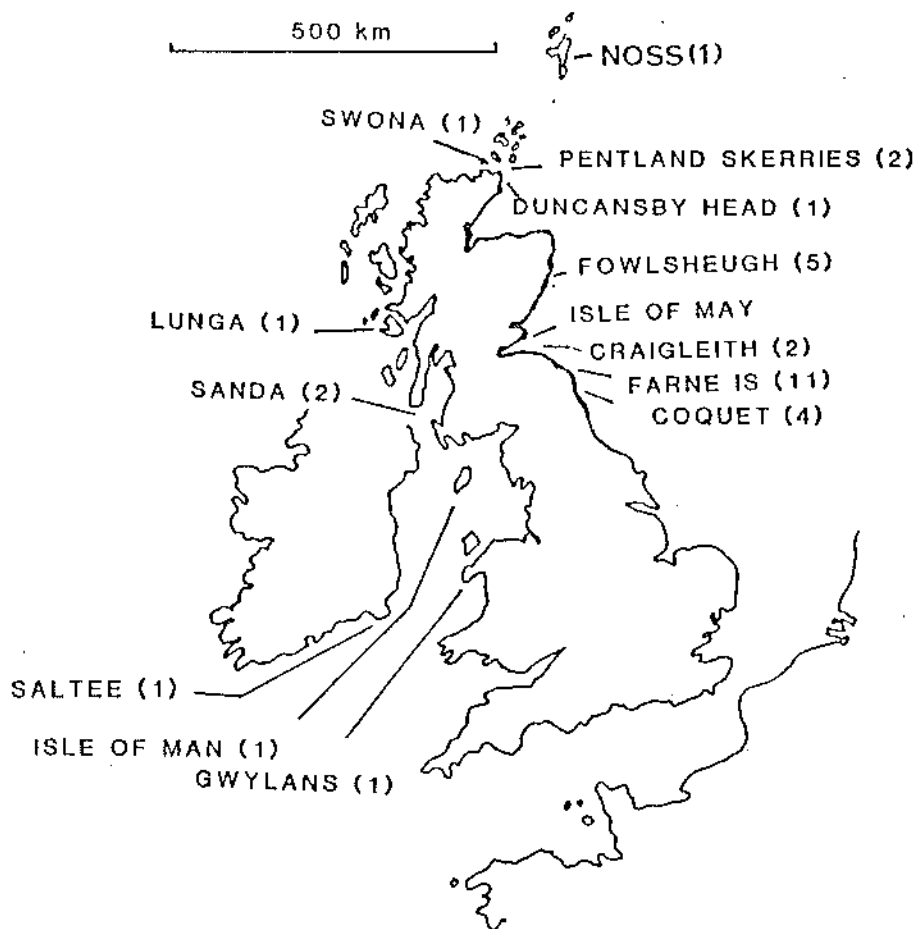 500 km
NOSS(1)
SWONA (1)
PENTLAND SKERRIES (2)
DUNCANSBY HEAD (1)
FOWLSHEUGH (5)
ISLE OF MAY
LUNGA (1)
CRAIGLEITH (2)
FARNE IS (11)
SANDA (2)
COQUET (4)
SALTEE (1)
ISLE OF MAN (1)
GWYLANS (1)